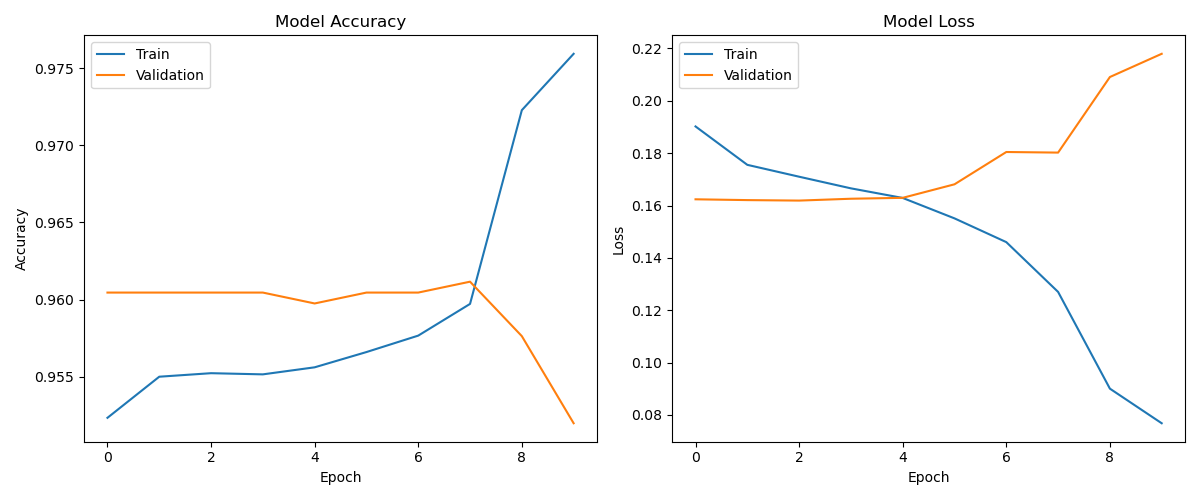 Model Accuracy
Train
Validation
0.975
0.970
0.965
0.960
0.955
Accuracy
0 2 4 6 8
Epoch
Model Loss
Train
Validation
0.22
0.20
0.18
0.16
0.14
0.12
0.10
0.08
Loss
0 2 4 6 8
Epoch